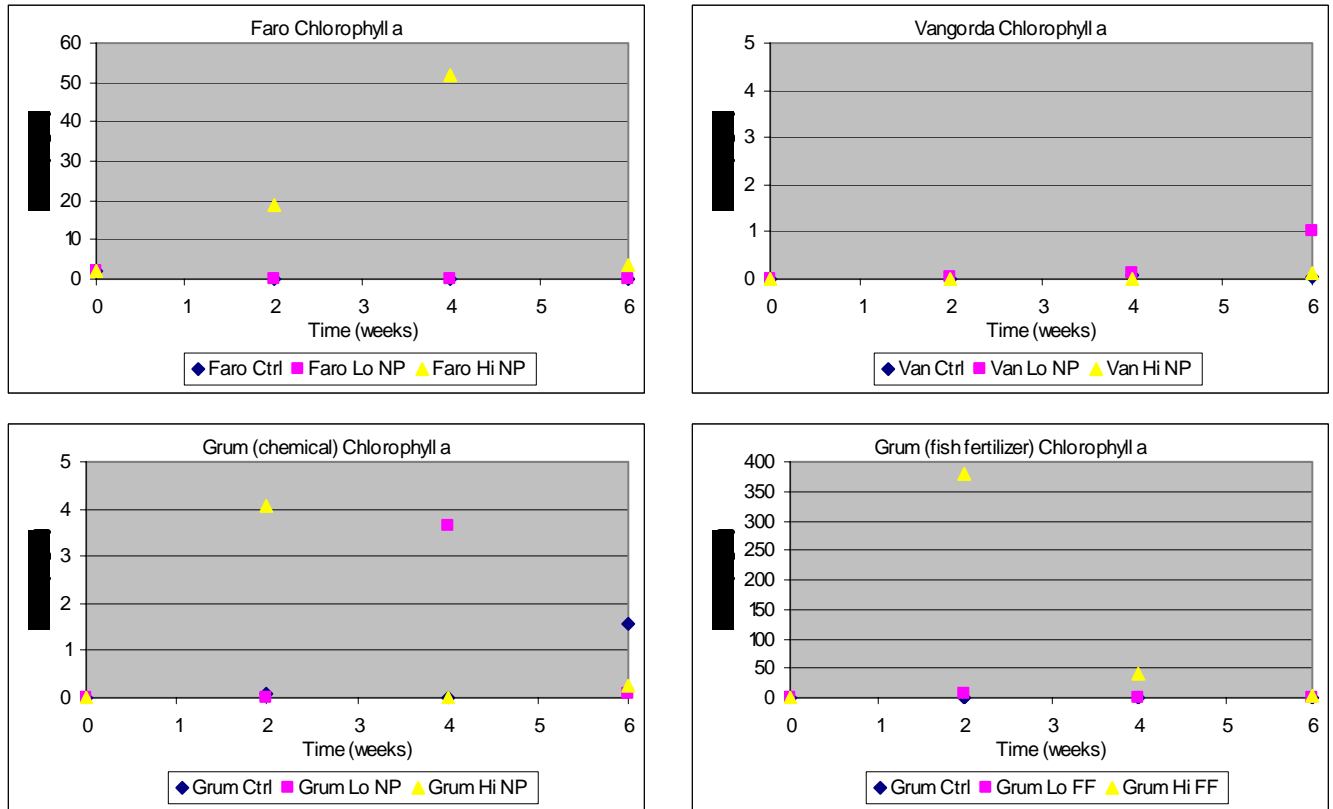 Faro Chlorophyll a
60
50
40
30
20
10
0
0 1 2 3 4 5 6
Time (weeks)
Faro Ctrl Faro Lo NP Faro Hi NP
Vangorda Chlorophyll a
5
4
3
2
1
0
0 1 2 3 4 5 6
Time (weeks)
Van Ctrl Van Lo NP Van Hi NP
Grum (chemical) Chlorophyll a
5
4
3
2
1
0
0 1 2 3 4 5 6
Time (weeks)
Grum Ctrl Grum Lo NP Grum Hi NP
Grum (fish fertilizer) Chlorophyll a
400
350
300
250
200
150
100
50
0
0 1 2 3 4 5 6
Time (weeks)
Grum Ctrl Grum Lo FF Grum Hi FF